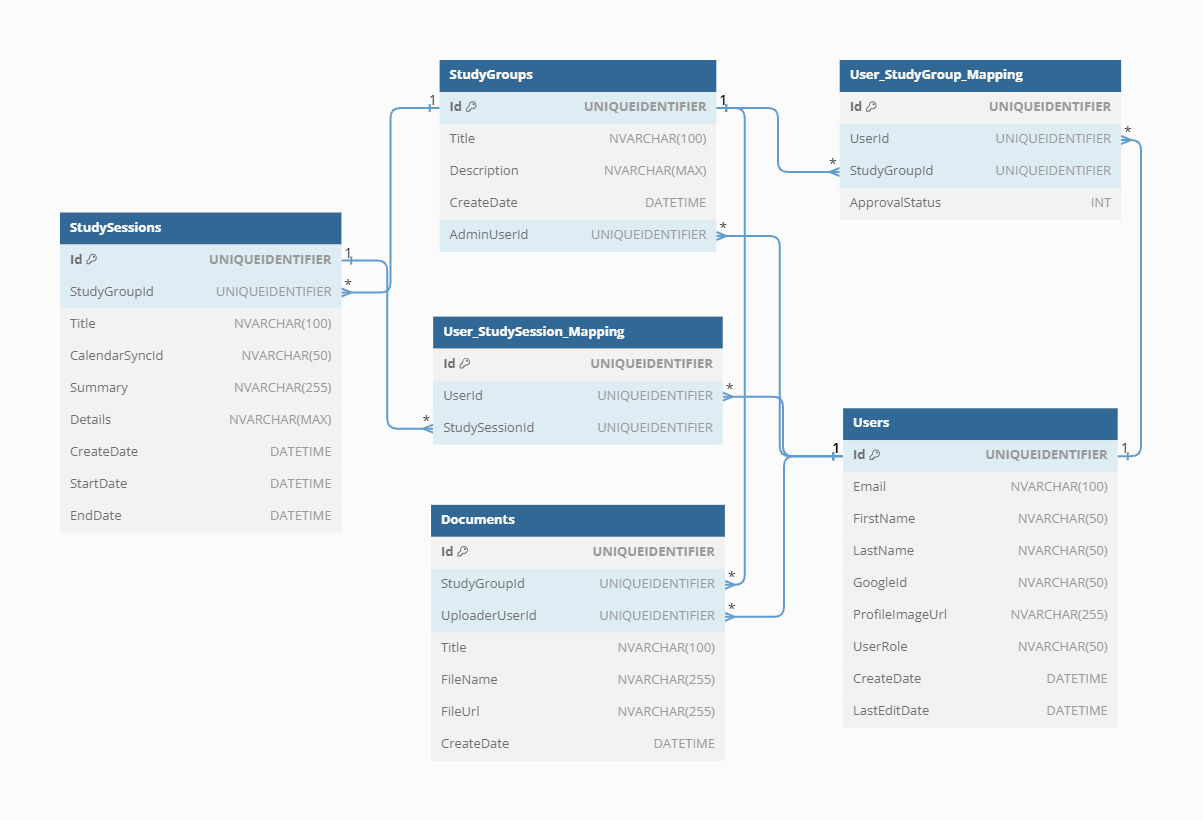 StudyGroups
Id UNIQUEIDENTIFIER
Title NVARCHAR(100)
Description NVARCHAR(MAX)
CreateDate DATETIME
AdminUserId UNIQUEIDENTIFIER
1
1
*
User_StudyGroup_Mapping
Id UNIQUEIDENTIFIER
UserId UNIQUEIDENTIFIER
StudyGroupId UNIQUEIDENTIFIER
ApprovalStatus INT
*
*
StudySessions
Id UNIQUEIDENTIFIER
StudyGroupId UNIQUEIDENTIFIER
Title NVARCHAR(100)
CalendarSyncId NVARCHAR(50)
Summary NVARCHAR(255)
Details NVARCHAR(MAX)
CreateDate DATETIME
StartDate DATETIME
EndDate DATETIME
1
*
User_StudySession_Mapping
Id UNIQUEIDENTIFIER
UserId UNIQUEIDENTIFIER
StudySessionId UNIQUEIDENTIFIER
*
*
Users
Id UNIQUEIDENTIFIER
Email NVARCHAR(100)
FirstName NVARCHAR(50)
LastName NVARCHAR(50)
GoogleId NVARCHAR(50)
ProfileImageUrl NVARCHAR(255)
UserRole NVARCHAR(50)
CreateDate DATETIME
LastEditDate DATETIME
1
1
Documents
Id UNIQUEIDENTIFIER
StudyGroupId UNIQUEIDENTIFIER
UploaderUserId UNIQUEIDENTIFIER
Title NVARCHAR(100)
FileName NVARCHAR(255)
FileUrl NVARCHAR(255)
CreateDate DATETIME
*
*